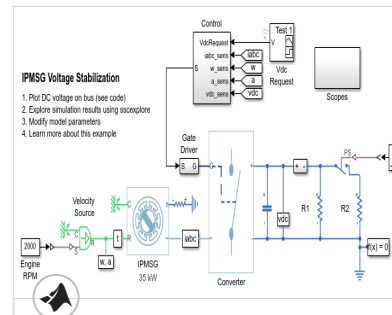 Control
Test 1
VdcRequest
V
iabc_sens
iabc
S
w_sens
w
a_sens
a
vdc_sens
vdc
Vdc
Request
Scopes
IPMSG Voltage Stabilization
1. Plot DC voltage on bus (see code)
2. Explore simulation results using sscexplore
3. Modify model parameters
4. Learn more about this example
Gate
Driver
S G
G
PS
+ -
Velocity
Source
C
C
n
R
S
t
R
iabc
vdc
R1
R2
2000
Engine
RPM
w, a
IPMSG
35 kW
Converter
f(x) = 0